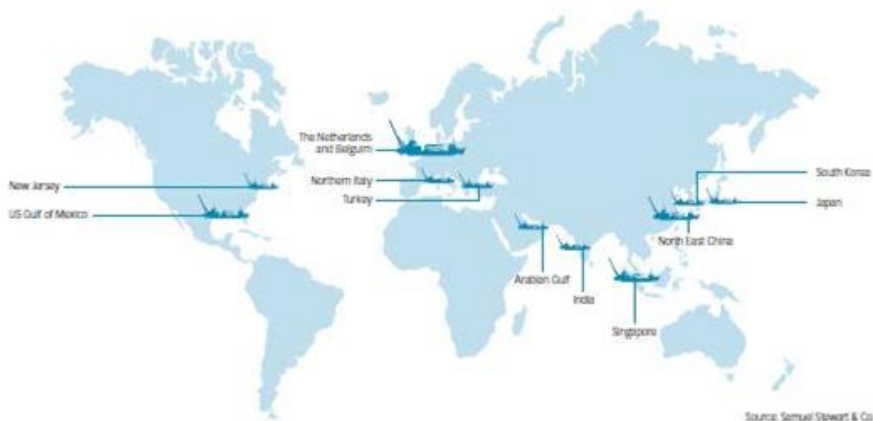 The Netherlands
and Belguim
New Jersey
Northern Italy
South Korea
US Gulf of Mexico
Turkey
Japan
North East China
Arabian Gulf
India
Singapore
Source: Samuel Stewart & Co